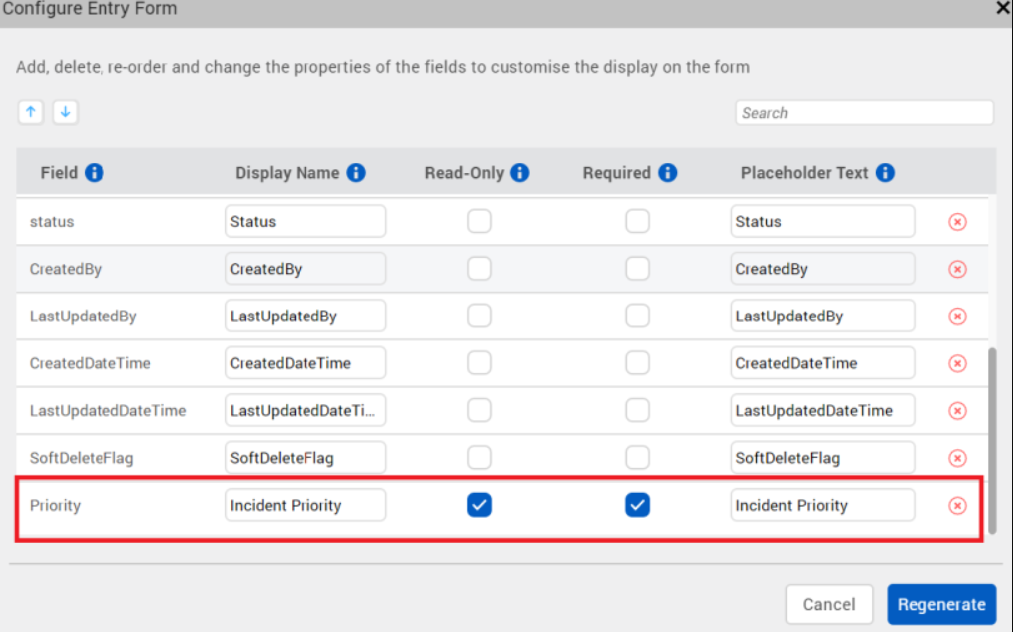 Configure Entry Form
Add, delete, re-order and change the properties of the fields to customise the display on the form
Search
Field Display Name Read-Only Required Placeholder Text
status Status Status
CreatedBy CreatedBy CreatedBy
LastUpdatedBy LastUpdatedBy LastUpdatedBy
CreatedDateTime CreatedDateTime CreatedDateTime
LastUpdatedDateTime LastUpdatedDateTi... LastUpdatedDateTime
SoftDeleteFlag SoftDeleteFlag SoftDeleteFlag
Priority Incident Priority Incident Priority
Cancel Regenerate